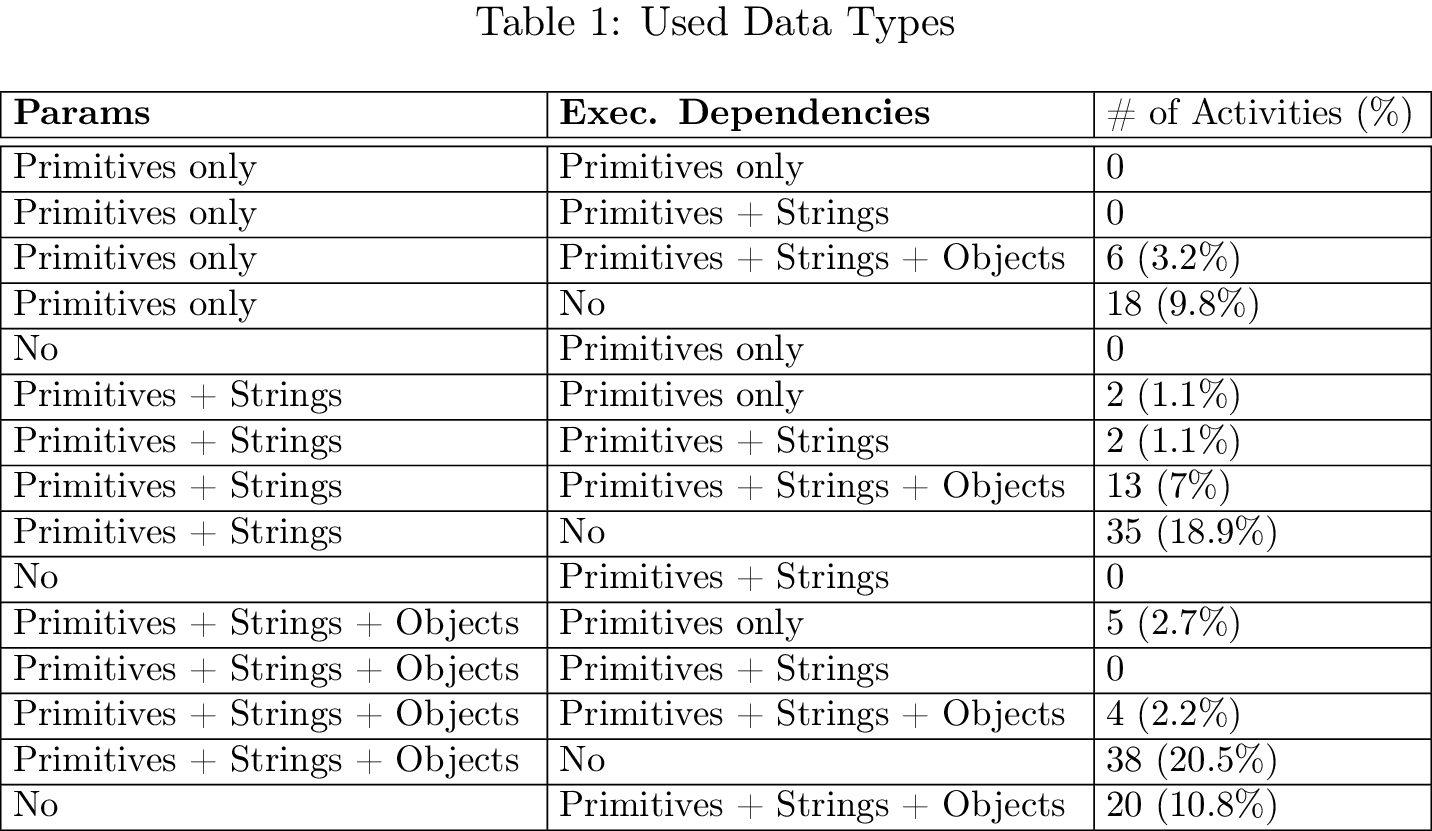 Table 1: Used Data Types
Params Exec. Dependencies # of Activities (%)
Primitives only Primitives only 0
Primitives only Primitives + Strings 0
Primitives only Primitives + Strings + Objects 6 (3.2%)
Primitives only No 18 (9.8%)
No Primitives only 0
Primitives + Strings Primitives only 2 (1.1%)
Primitives + Strings Primitives + Strings 2 (1.1%)
Primitives + Strings Primitives + Strings + Objects 13 (7%)
Primitives + Strings No 35 (18.9%)
No Primitives + Strings 0
Primitives + Strings + Objects Primitives only 5 (2.7%)
Primitives + Strings + Objects Primitives + Strings 0
Primitives + Strings + Objects Primitives + Strings + Objects 4 (2.2%)
Primitives + Strings + Objects No 38 (20.5%)
No Primitives + Strings + Objects 20 (10.8%)